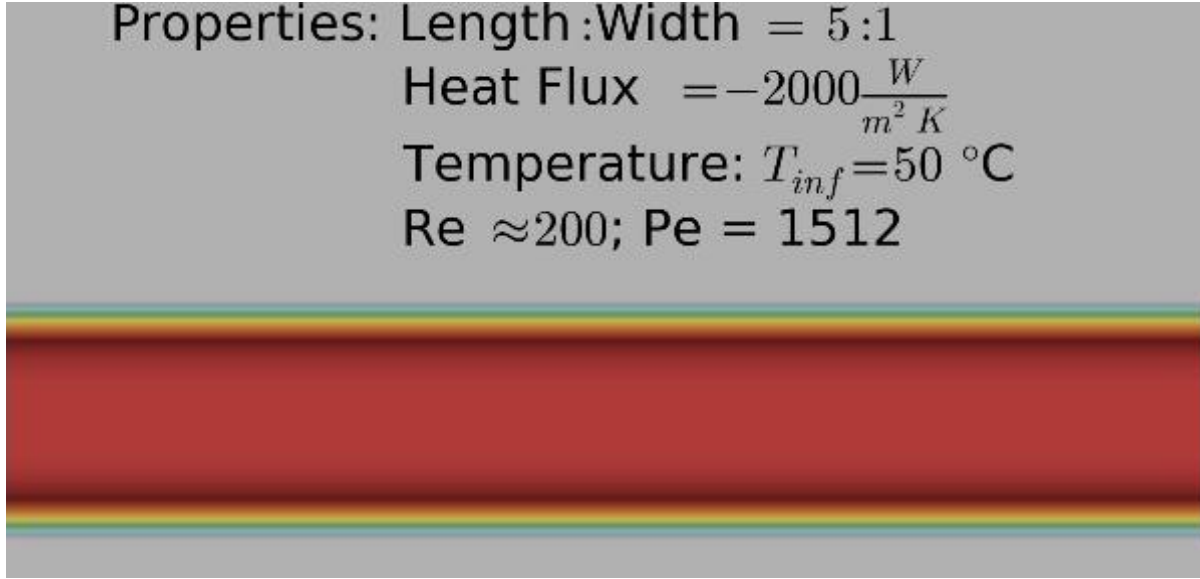 Properties: Length:Width = 5:1
Heat Flux =−2000 W/m² K
Temperature: T_inf=50 °C
Re ≈200; Pe = 1512